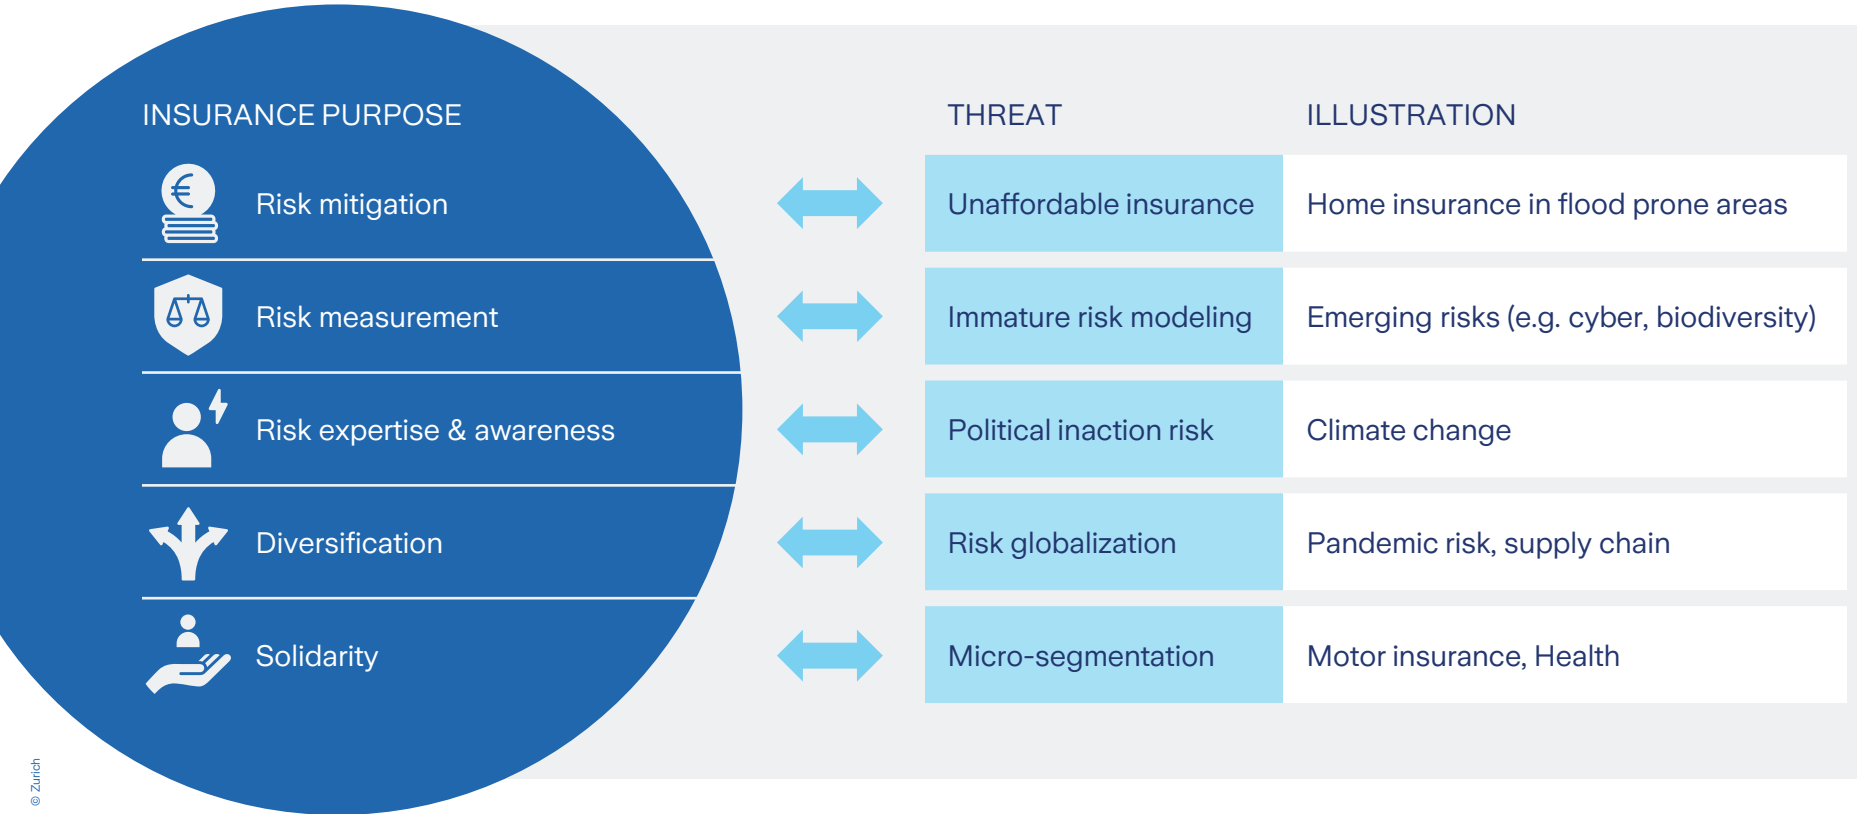 INSURANCE PURPOSE THREAT ILLUSTRATION
Risk mitigation Unaffordable insurance Home insurance in flood prone areas
Risk measurement Immature risk modeling Emerging risks (e.g. cyber, biodiversity)
Risk expertise & awareness Political inaction risk Climate change
Diversification Risk globalization Pandemic risk, supply chain
Solidarity Micro-segmentation Motor insurance, Health
© Zurich